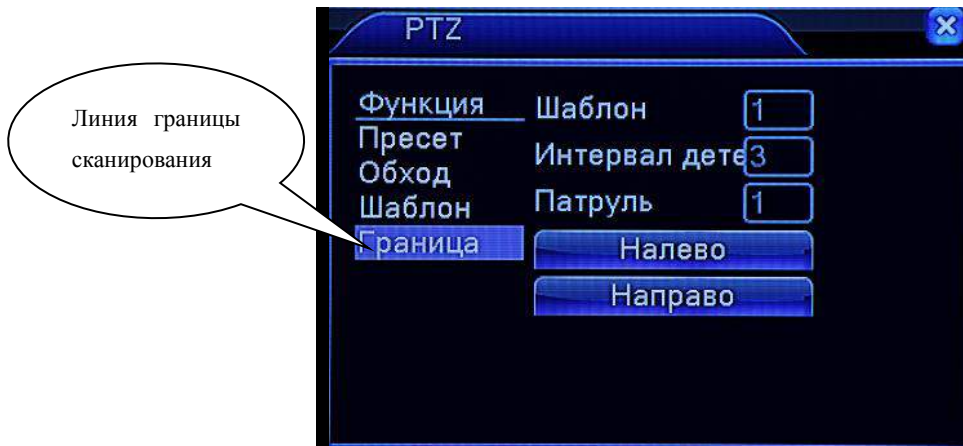 PTZ
Линия границы
сканирования
Функция
Пресет
Обход
Шаблон
Граница
Шаблон 1
Интервал дете 3
Патруль 1
Налево
Направо